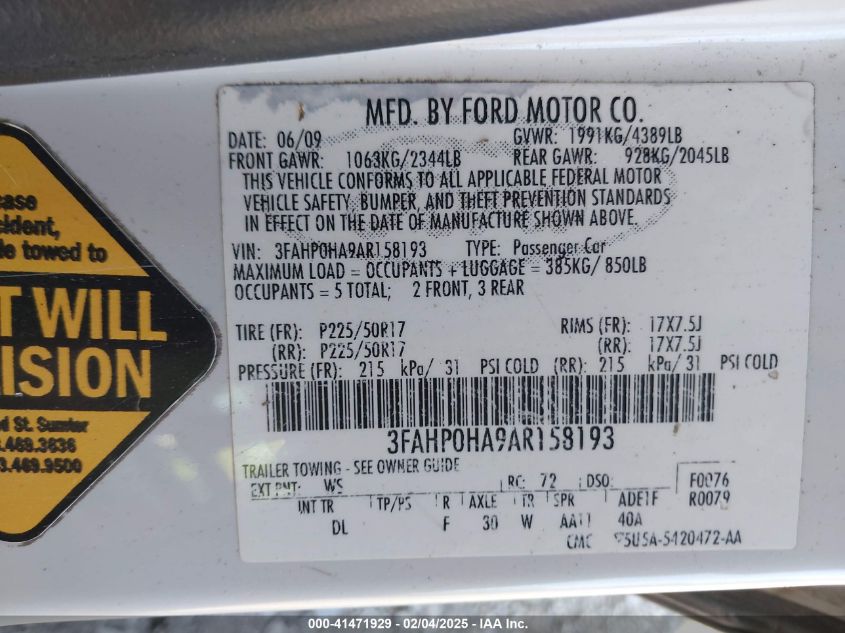 MFD. BY FORD MOTOR CO.
DATE: 06/09 GVWR: 1991KG/4389LB
FRONT GAWR: 1063KG/2344LB REAR GAWR: 928KG/2045LB
THIS VEHICLE CONFORMS TO ALL APPLICABLE FEDERAL MOTOR
VEHICLE SAFETY, BUMPER, AND THEFT PREVENTION STANDARDS
IN EFFECT ON THE DATE OF MANUFACTURE SHOWN ABOVE.
VIN: 3FAHP0HA9AR158193 TYPE: Passenger Car
MAXIMUM LOAD = OCCUPANTS + LUGGAGE = 385KG/ 850LB
OCCUPANTS = 5 TOTAL; 2 FRONT, 3 REAR
TIRE (FR): P225/50R17 RIMS (FR): 17X7.5J
(RR): P225/50R17 (RR): 17X7.5J
PRESSURE (FR): 215 kPa/ 31 PSI COLD (RR): 215 kPa/ 31 PSI COLD
3FAHP0HA9AR158193
TRAILER TOWING - SEE OWNER GUIDE
EXT PNT: WS RC: 72 DSO: F0076
INT TR TP/PS R AXLE TR SPR ADE1F R0079
DL F 30 W AA11 40A
CMC 5U5A-5420472-AA
ease
cident,
le towed to
T WILL
ISION
d St. Sumter
.469.3636
3.469.9500
000-41471929 / 02/04/2025 - IAA Inc.